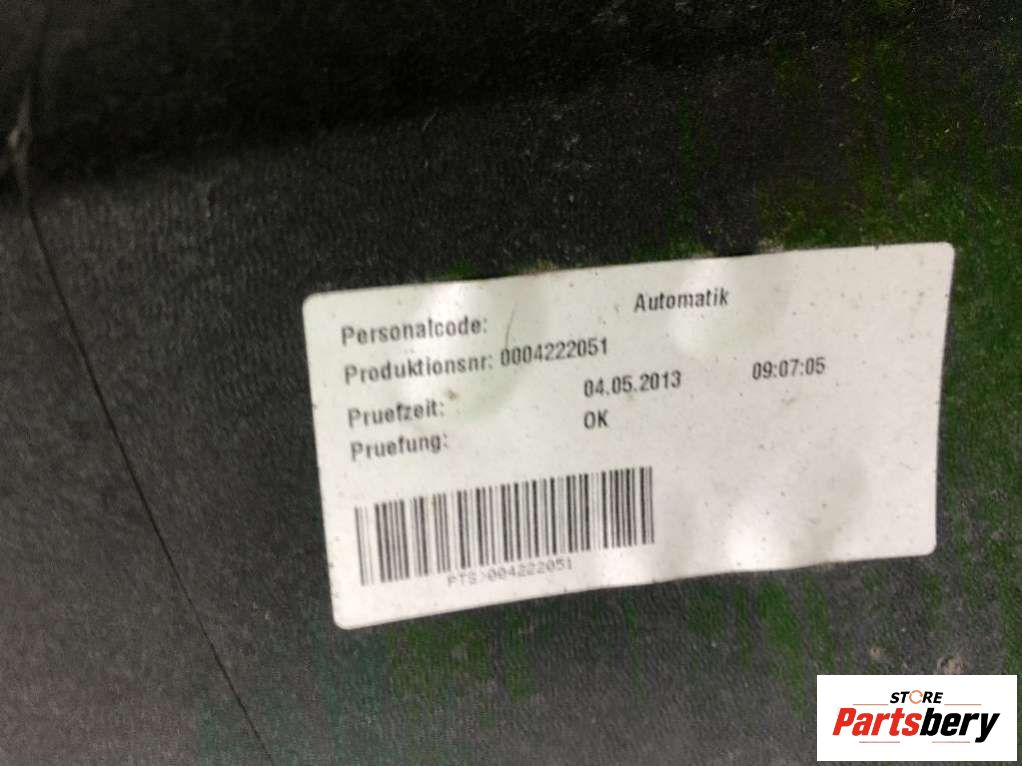 Personalcode: Automatik
Produktionsnr: 0004222051
Pruefzeit: 04.05.2013 09:07:05
Pruefung: OK
PTS>004222051
STORE
Partsbery